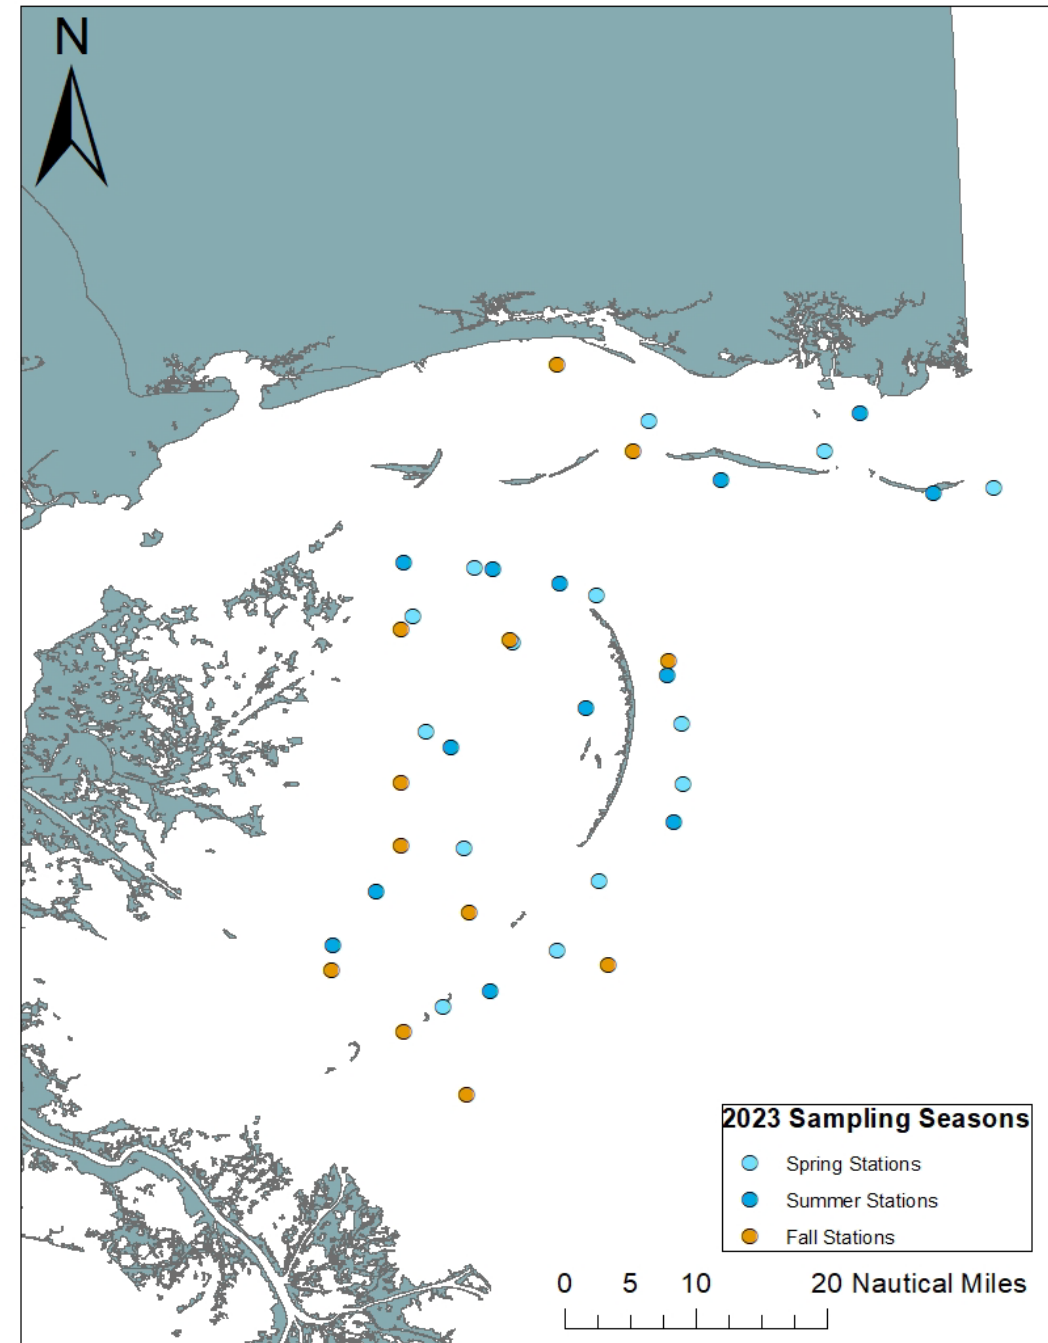 N
2023 Sampling Seasons
Spring Stations
Summer Stations
Fall Stations
0 5 10 20 Nautical Miles